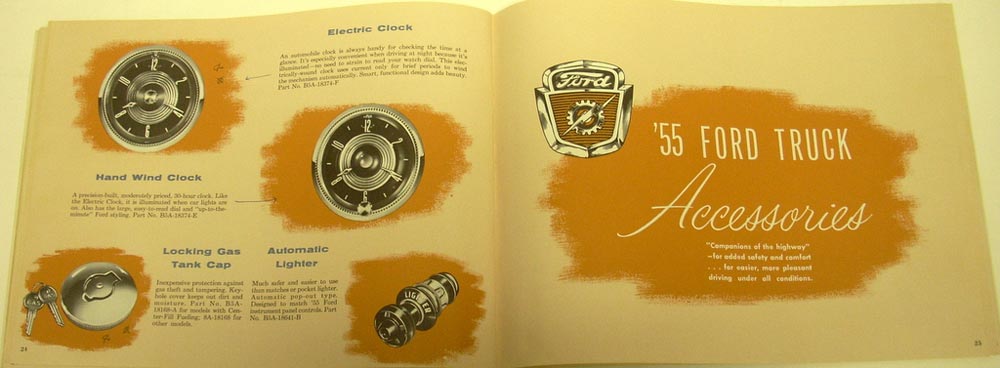 Electric Clock
An automobile clock is always handy for checking the time at a
glance. It's especially convenient when driving at night because it's
illuminated—no need to strain to read your watch dial. This elec-
trically-wound clock uses current only for brief periods to wind
the mechanism automatically. Smart, functional design adds beauty.
Part No. B5A-18374-F
Hand Wind Clock
A precision-built, moderately priced, 30-hour clock. Like
the Electric Clock, it is illuminated when car lights are
on. Also has the large, easy-to-read dial and "up-to-the-
minute" Ford styling. Part No. B5A-18374-E
Locking Gas
Tank Cap
Inexpensive protection against
gas theft and tampering. Key-
hole cover keeps out dirt and
moisture. Part No. B5A-
18168-A for models with Cen-
ter-Fill Fueling; 8A-18168 for
other models.
Automatic
Lighter
Much safer and easier to use
than matches or pocket lighter.
Automatic pop-out type.
Designed to match '55 Ford
instrument panel controls. Part
No. B5A-18641-B
LIGHTER
24
Ford
'55 FORD TRUCK
Accessories
"Companions of the highway"
—for added safety and comfort
. . . for easier, more pleasant
driving under all conditions.
25